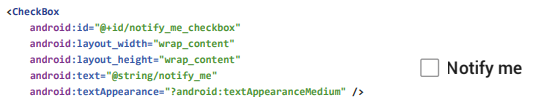 <CheckBox
android:id="@+id/notify_me_checkbox"
android:layout_width="wrap_content"
android:layout_height="wrap_content"
android:text="@string/notify_me"
android:textAppearance="?android:textAppearanceMedium" />
Notify me